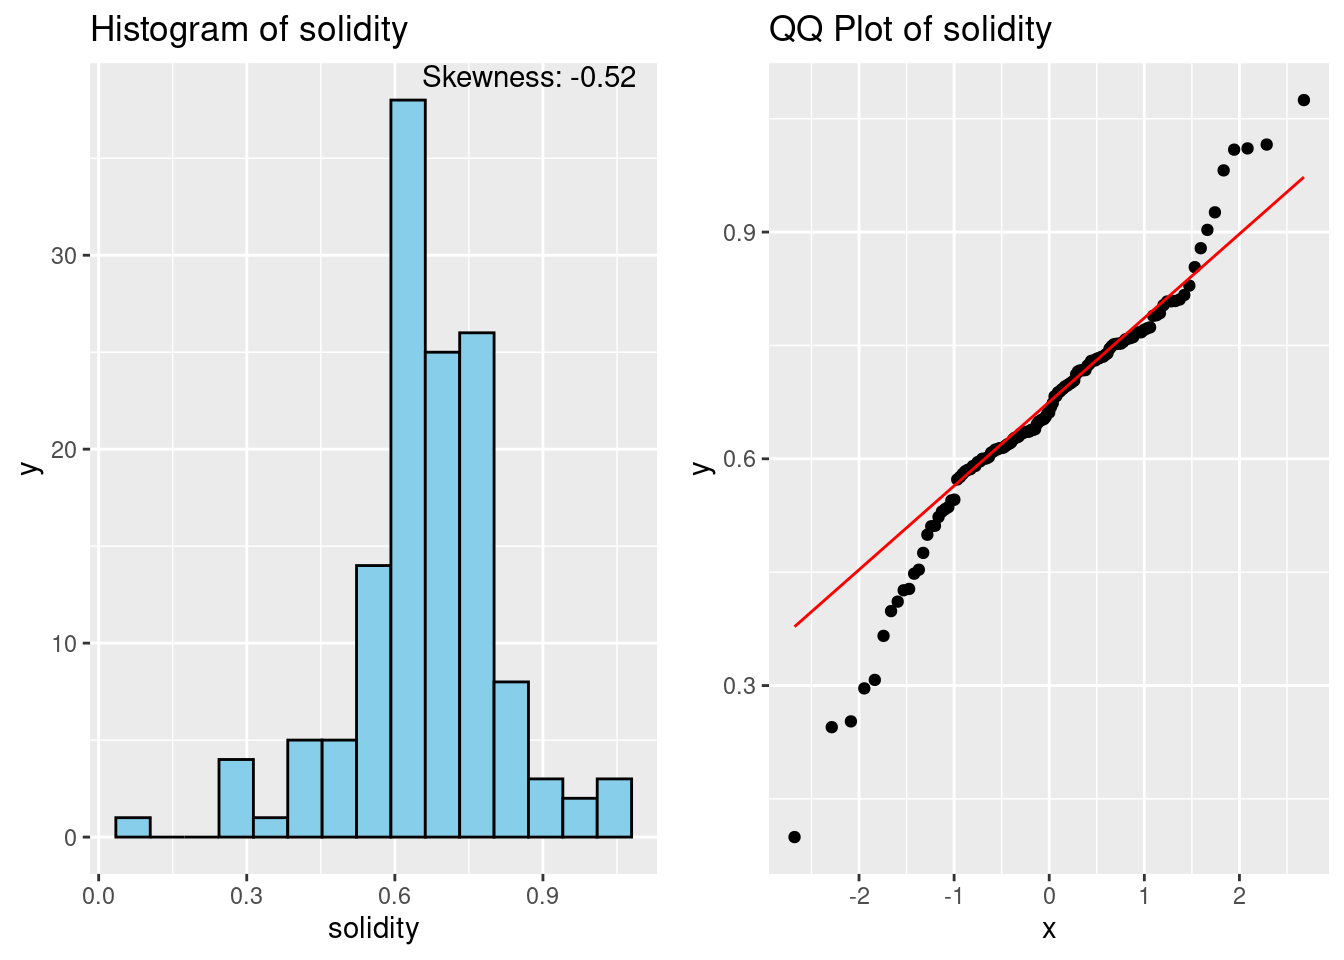 Histogram of solidity
Skewness: -0.52
30
20
10
0
y
0.0 0.3 0.6 0.9
solidity
QQ Plot of solidity
0.9
0.6
0.3
y
-2 -1 0 1 2
x